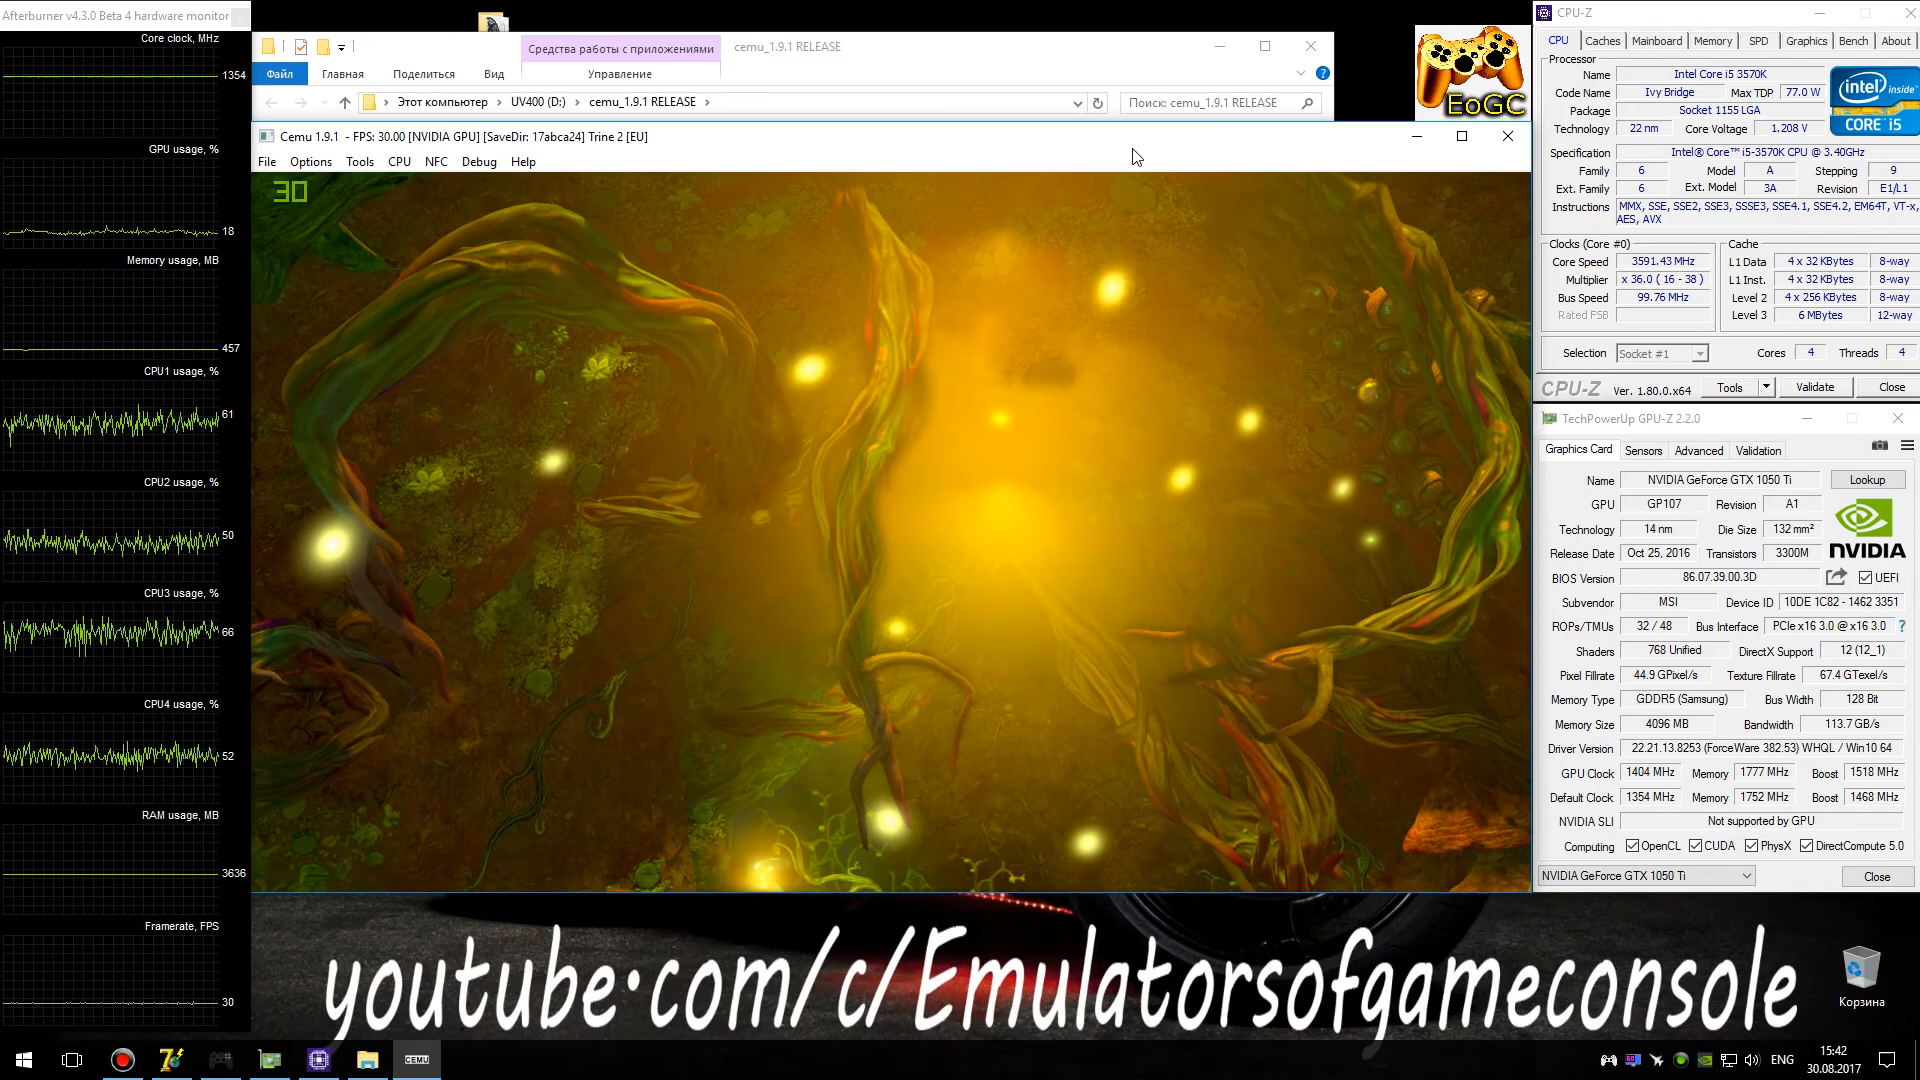 Afterburner v4.3.0 Beta 4 hardware monitor
Core clock, MHz
1354
GPU usage, %
18
Memory usage, MB
457
CPU1 usage, %
61
CPU2 usage, %
50
CPU3 usage, %
66
CPU4 usage, %
52
RAM usage, MB
3636
Framerate, FPS
30
Средства работы с приложениями
cemu_1.9.1 RELEASE
Файл Главная Поделиться Вид Управление
Этот компьютер UV400 (D:) cemu_1.9.1 RELEASE
Поиск: cemu_1.9.1 RELEASE
EoGC
Cemu 1.9.1 - FPS: 30.00 [NVIDIA GPU] [SaveDir: 17abca24] Trine 2 [EU]
File Options Tools CPU NFC Debug Help
30
CPU-Z
CPU Caches Mainboard Memory SPD Graphics Bench About
Processor
Name Intel Core i5 3570K
Code Name Ivy Bridge Max TDP 77.0 W
Package Socket 1155 LGA
Technology 22 nm Core Voltage 1.208 V
intel inside™
CORE i5
Specification Intel® Core™ i5-3570K CPU @ 3.40GHz
Family 6 Model A Stepping 9
Ext. Family 6 Ext. Model 3A Revision E1/L1
Instructions MMX, SSE, SSE2, SSE3, SSSE3, SSE4.1, SSE4.2, EM64T, VT-x,
AES, AVX
Clocks (Core #0) Cache
Core Speed 3591.43 MHz L1 Data 4 x 32 KBytes 8-way
Multiplier x 36.0 ( 16 - 38 ) L1 Inst. 4 x 32 KBytes 8-way
Bus Speed 99.76 MHz Level 2 4 x 256 KBytes 8-way
Rated FSB Level 3 6 MBytes 12-way
Selection Socket #1 Cores 4 Threads 4
CPU-Z Ver. 1.80.0.x64 Tools Validate Close
TechPowerUp GPU-Z 2.2.0
Graphics Card Sensors Advanced Validation
Name NVIDIA GeForce GTX 1050 Ti Lookup
GPU GP107 Revision A1
Technology 14 nm Die Size 132 mm²
Release Date Oct 25, 2016 Transistors 3300M
NVIDIA
BIOS Version 86.07.39.00.3D UEFI
Subvendor MSI Device ID 10DE 1C82 - 1462 3351
ROPs/TMUs 32 / 48 Bus Interface PCIe x16 3.0 @ x16 3.0 ?
Shaders 768 Unified DirectX Support 12 (12_1)
Pixel Fillrate 44.9 GPixel/s Texture Fillrate 67.4 GTexel/s
Memory Type GDDR5 (Samsung) Bus Width 128 Bit
Memory Size 4096 MB Bandwidth 113.7 GB/s
Driver Version 22.21.13.8253 (ForceWare 382.53) WHQL / Win10 64
GPU Clock 1404 MHz Memory 1777 MHz Boost 1518 MHz
Default Clock 1354 MHz Memory 1752 MHz Boost 1468 MHz
NVIDIA SLI Not supported by GPU
Computing OpenCL CUDA PhysX DirectCompute 5.0
NVIDIA GeForce GTX 1050 Ti Close
youtube.com/c/Emulatorsofgameconsole
Корзина
CEMU
ENG
15:42
30.08.2017